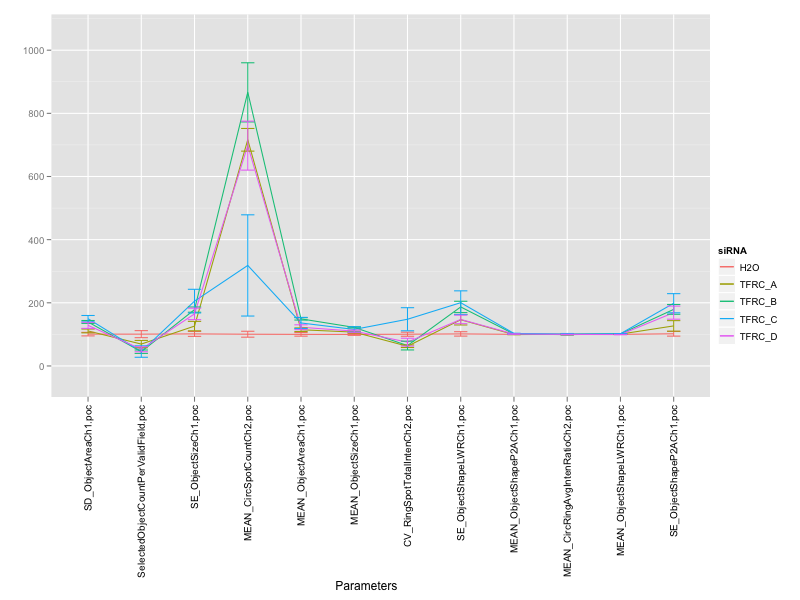 1000
800
600
400
200
0
SD_ObjectAreaCh1.poc
SelectedObjectCountPerValidField.poc
SE_ObjectSizeCh1.poc
MEAN_CircSpotCountCh2.poc
MEAN_ObjectAreaCh1.poc
MEAN_ObjectSizeCh1.poc
CV_RingSpotTotalIntenCh2.poc
SE_ObjectShapeLWRCh1.poc
MEAN_ObjectShapeP2ACh1.poc
MEAN_CircRingAvgIntenRatioCh2.poc
MEAN_ObjectShapeLWRCh1.poc
SE_ObjectShapeP2ACh1.poc
Parameters
siRNA
H2O
TFRC_A
TFRC_B
TFRC_C
TFRC_D